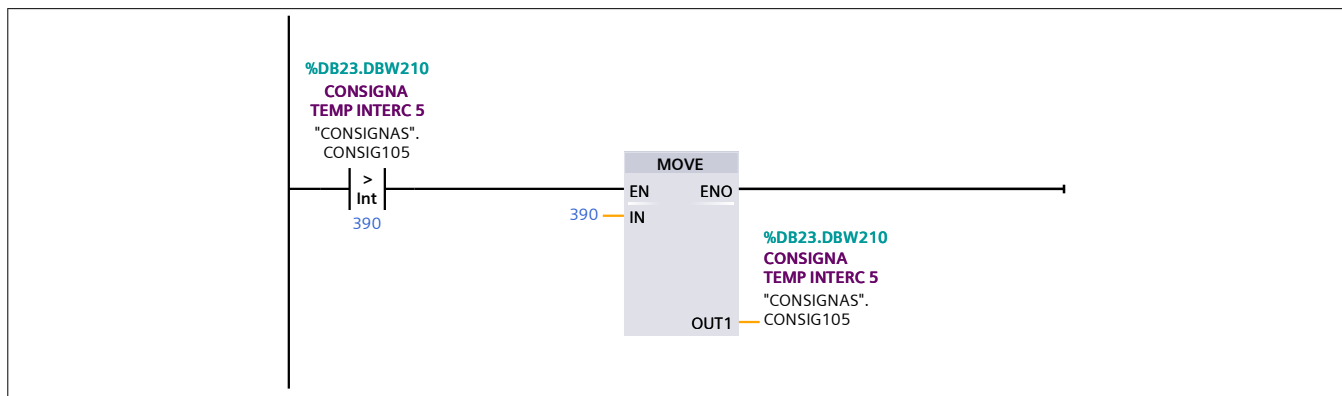 %DB23.DBW210
CONSIGNA
TEMP INTERC 5
"CONSIGNAS".
CONSIG105
>
Int
390
MOVE
EN ENO
390 IN
%DB23.DBW210
CONSIGNA
TEMP INTERC 5
"CONSIGNAS".
OUT1 CONSIG105